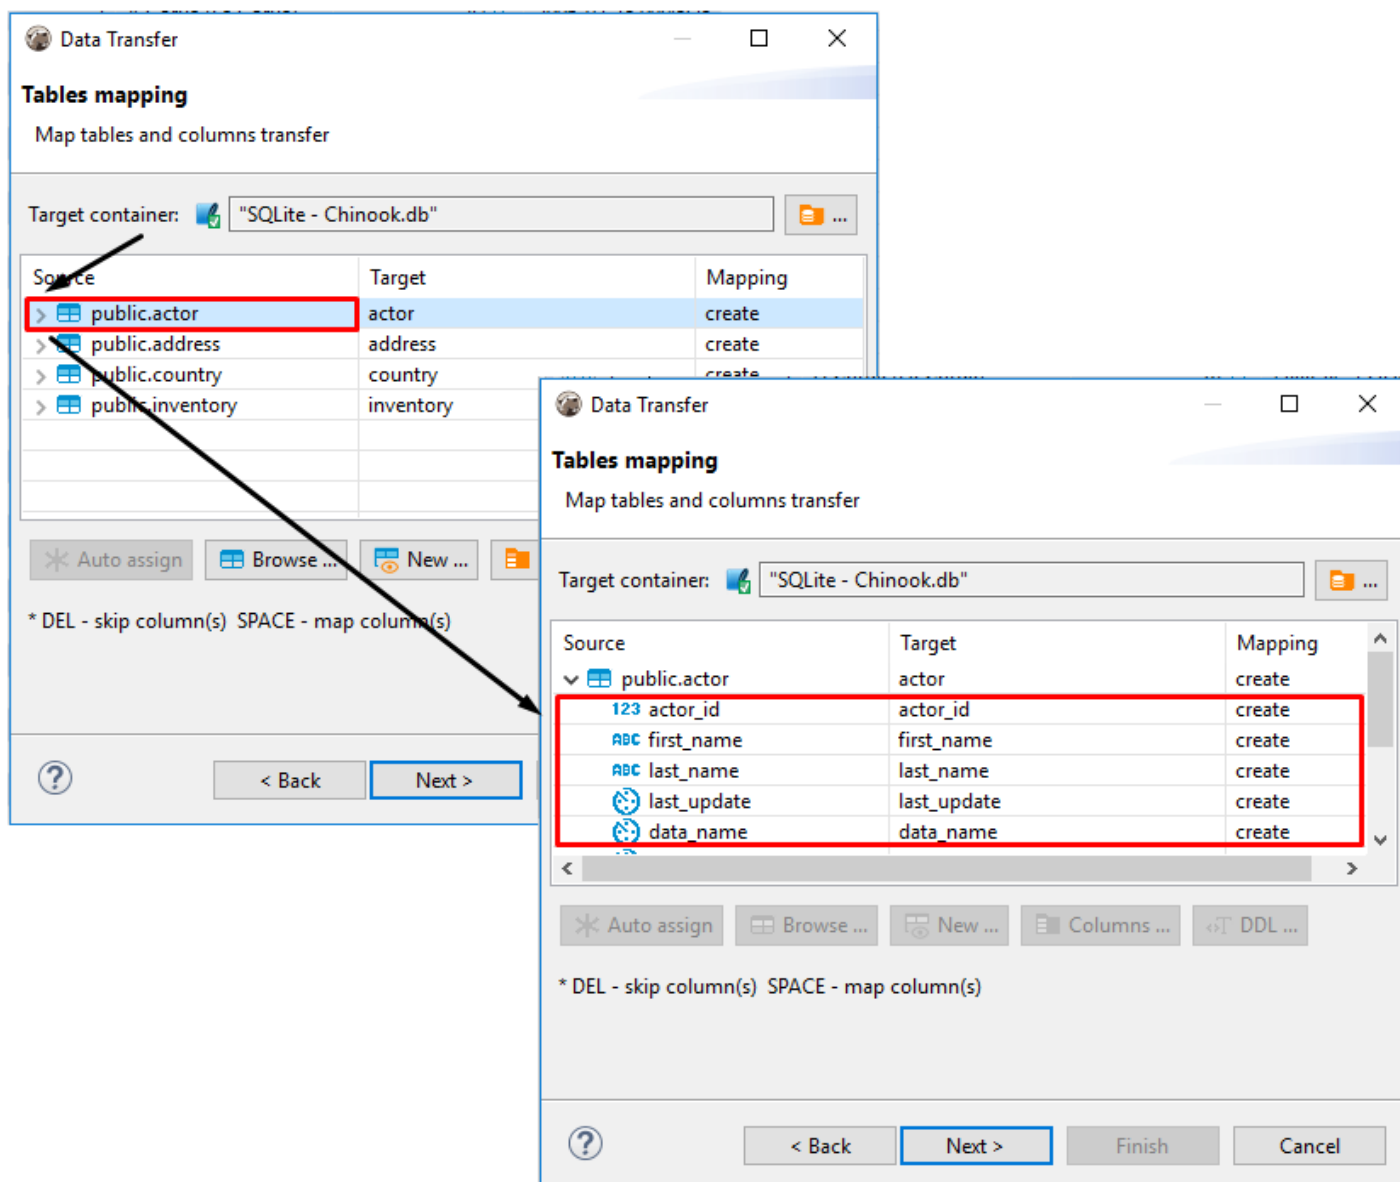 Data Transfer
Tables mapping
Map tables and columns transfer
Target container: "SQLite - Chinook.db" ...
Source Target Mapping
public.actor actor create
public.address address create
public.country country create
public.inventory inventory
Auto assign Browse ... New ...
* DEL - skip column(s) SPACE - map column(s)
? < Back Next >
Data Transfer
Tables mapping
Map tables and columns transfer
Target container: "SQLite - Chinook.db" ...
Source Target Mapping
public.actor actor create
123 actor_id actor_id create
ABC first_name first_name create
ABC last_name last_name create
last_update last_update create
data_name data_name create
Auto assign Browse ... New ... Columns ... DDL ...
* DEL - skip column(s) SPACE - map column(s)
? < Back Next > Finish Cancel